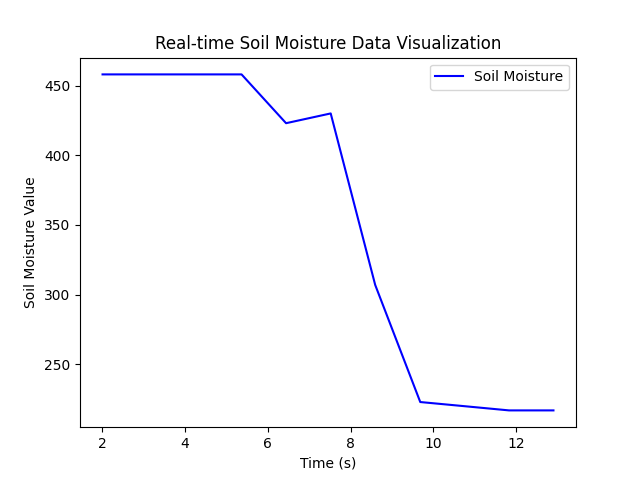 Real-time Soil Moisture Data Visualization
Soil Moisture
450
400
350
300
250
Soil Moisture Value
2 4 6 8 10 12
Time (s)